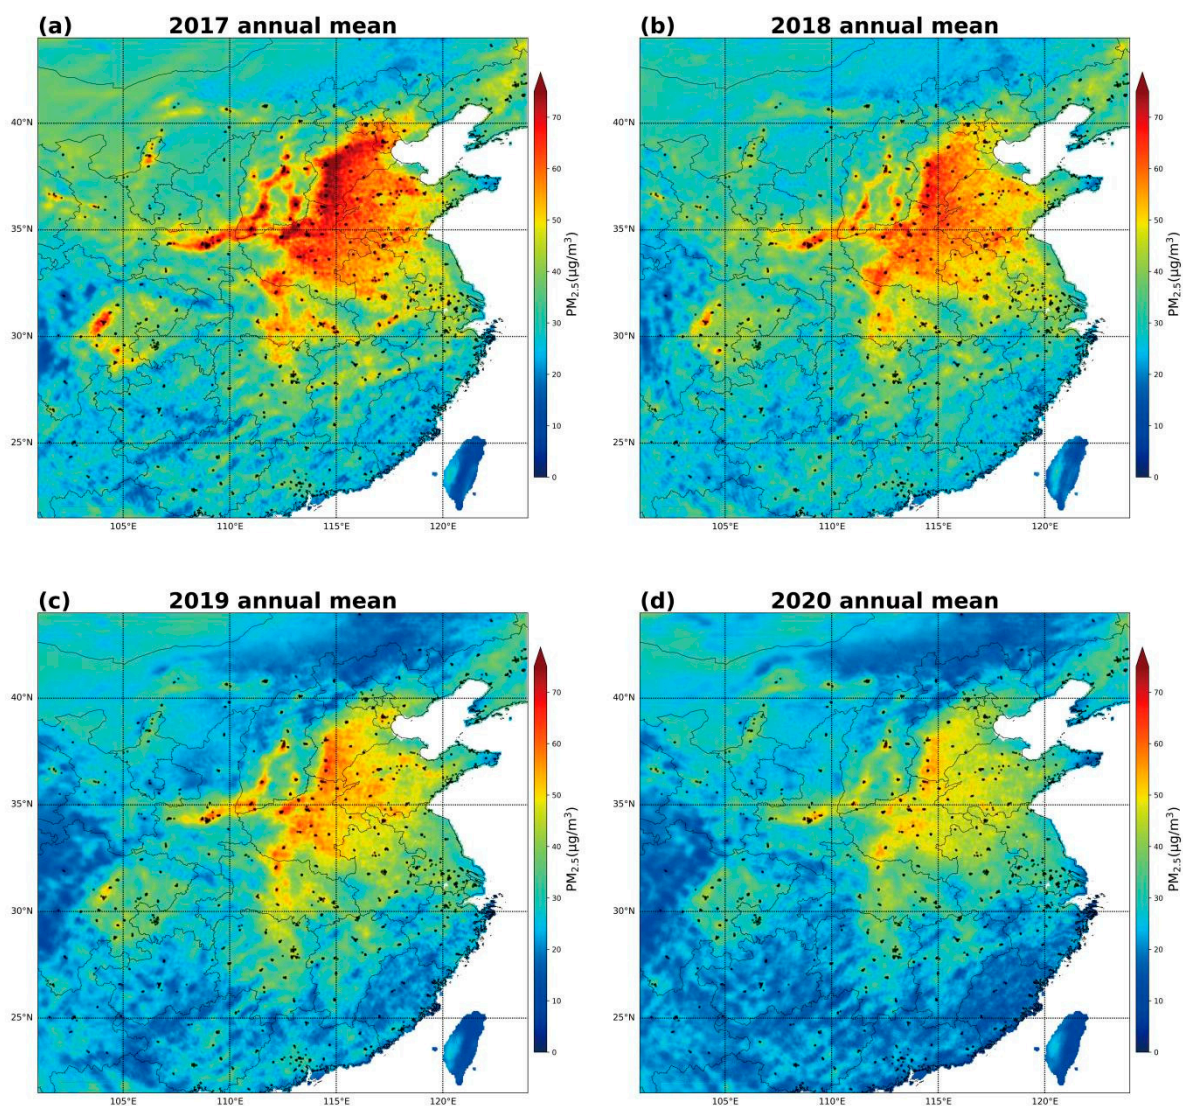 (a) 2017 annual mean
40°N
35°N
30°N
25°N
105°E 110°E 115°E 120°E
70
60
50
40
30
20
10
0
PM2.5(μg/m³)
(b) 2018 annual mean
40°N
35°N
30°N
25°N
105°E 110°E 115°E 120°E
70
60
50
40
30
20
10
0
PM2.5(μg/m³)
(c) 2019 annual mean
40°N
35°N
30°N
25°N
105°E 110°E 115°E 120°E
70
60
50
40
30
20
10
0
PM2.5(μg/m³)
(d) 2020 annual mean
40°N
35°N
30°N
25°N
105°E 110°E 115°E 120°E
70
60
50
40
30
20
10
0
PM2.5(μg/m³)